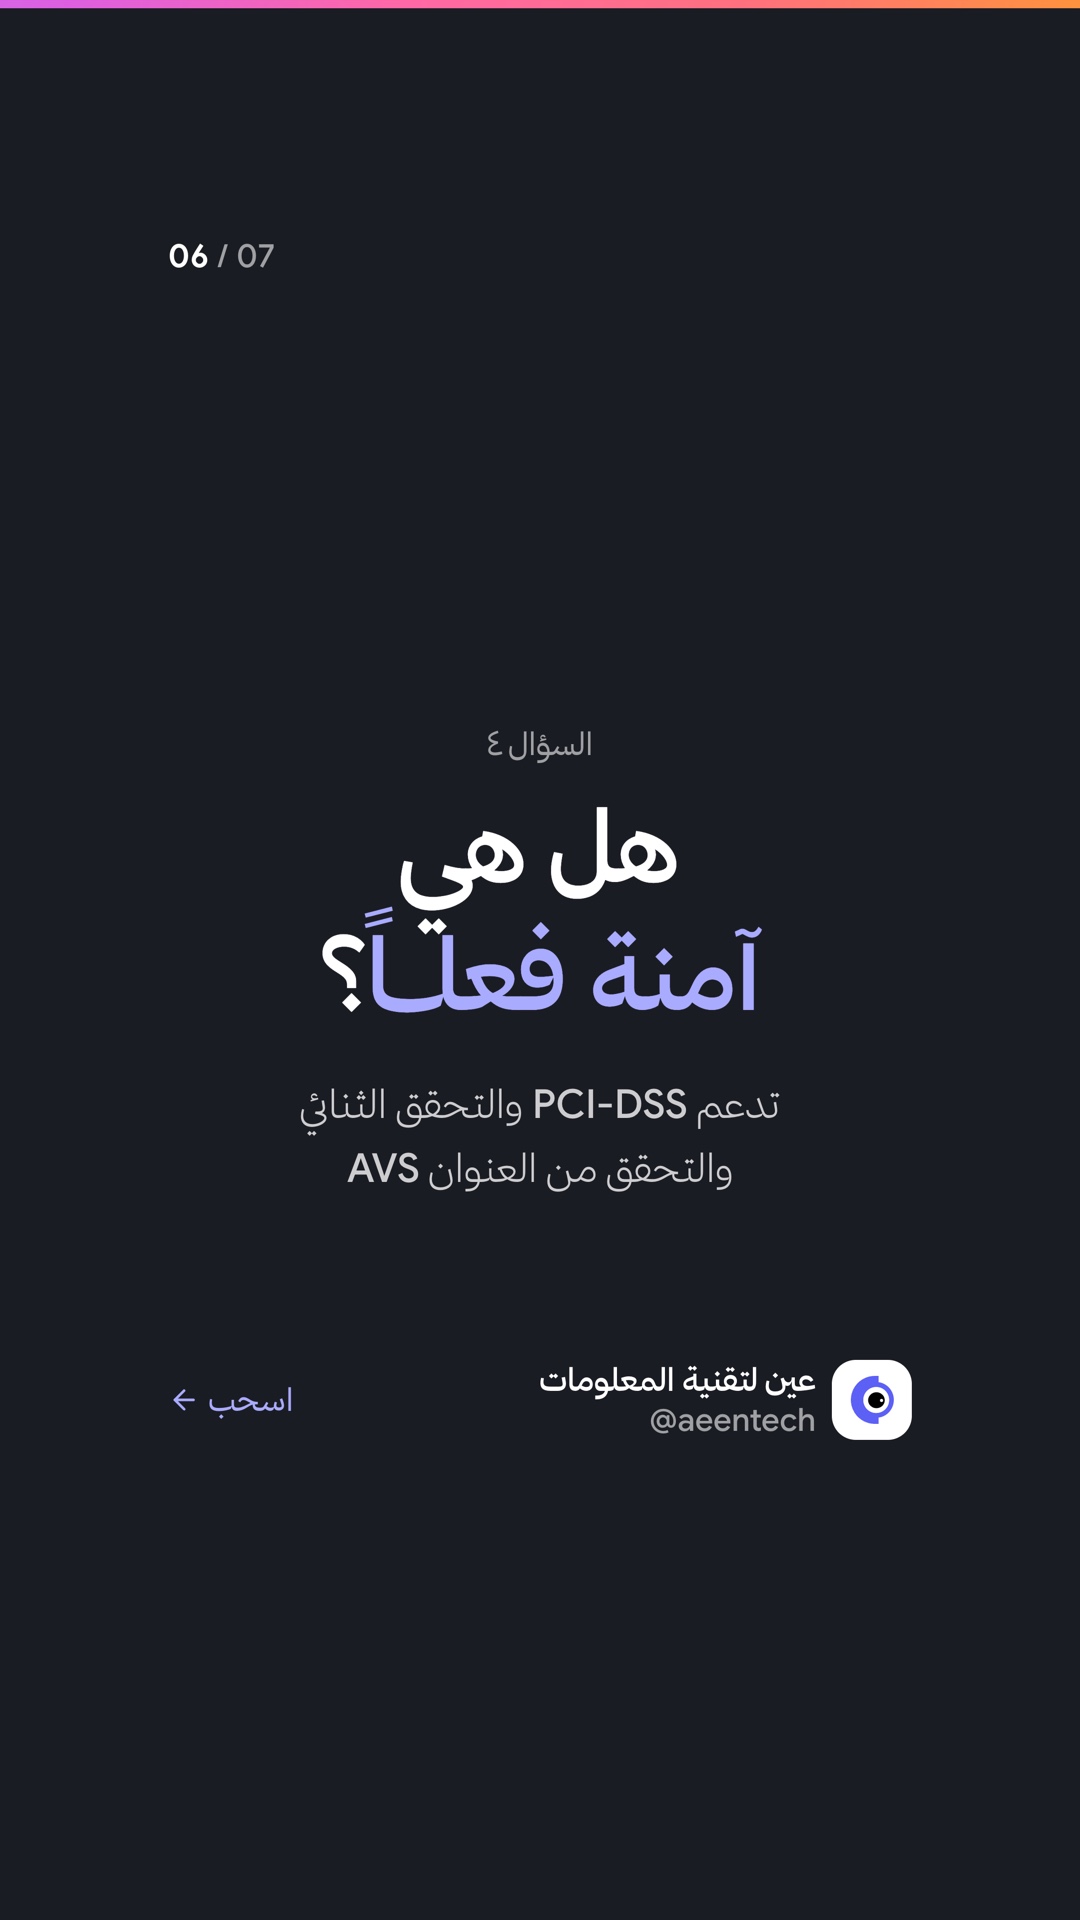 06 / 07
السؤال ٤
هل هي
آمنة فعلاً؟
تدعم PCI-DSS والتحقق الثنائي
والتحقق من العنوان AVS
عين لتقنية المعلومات
@aeentech
اسحب ←